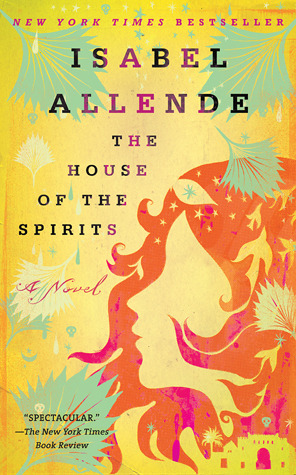 NEW YORK TIMES BESTSELLER
ISABEL
ALLENDE
THE
HOUSE
OF THE
SPIRITS
A Novel
"SPECTACULAR."
—The New York Times
Book Review